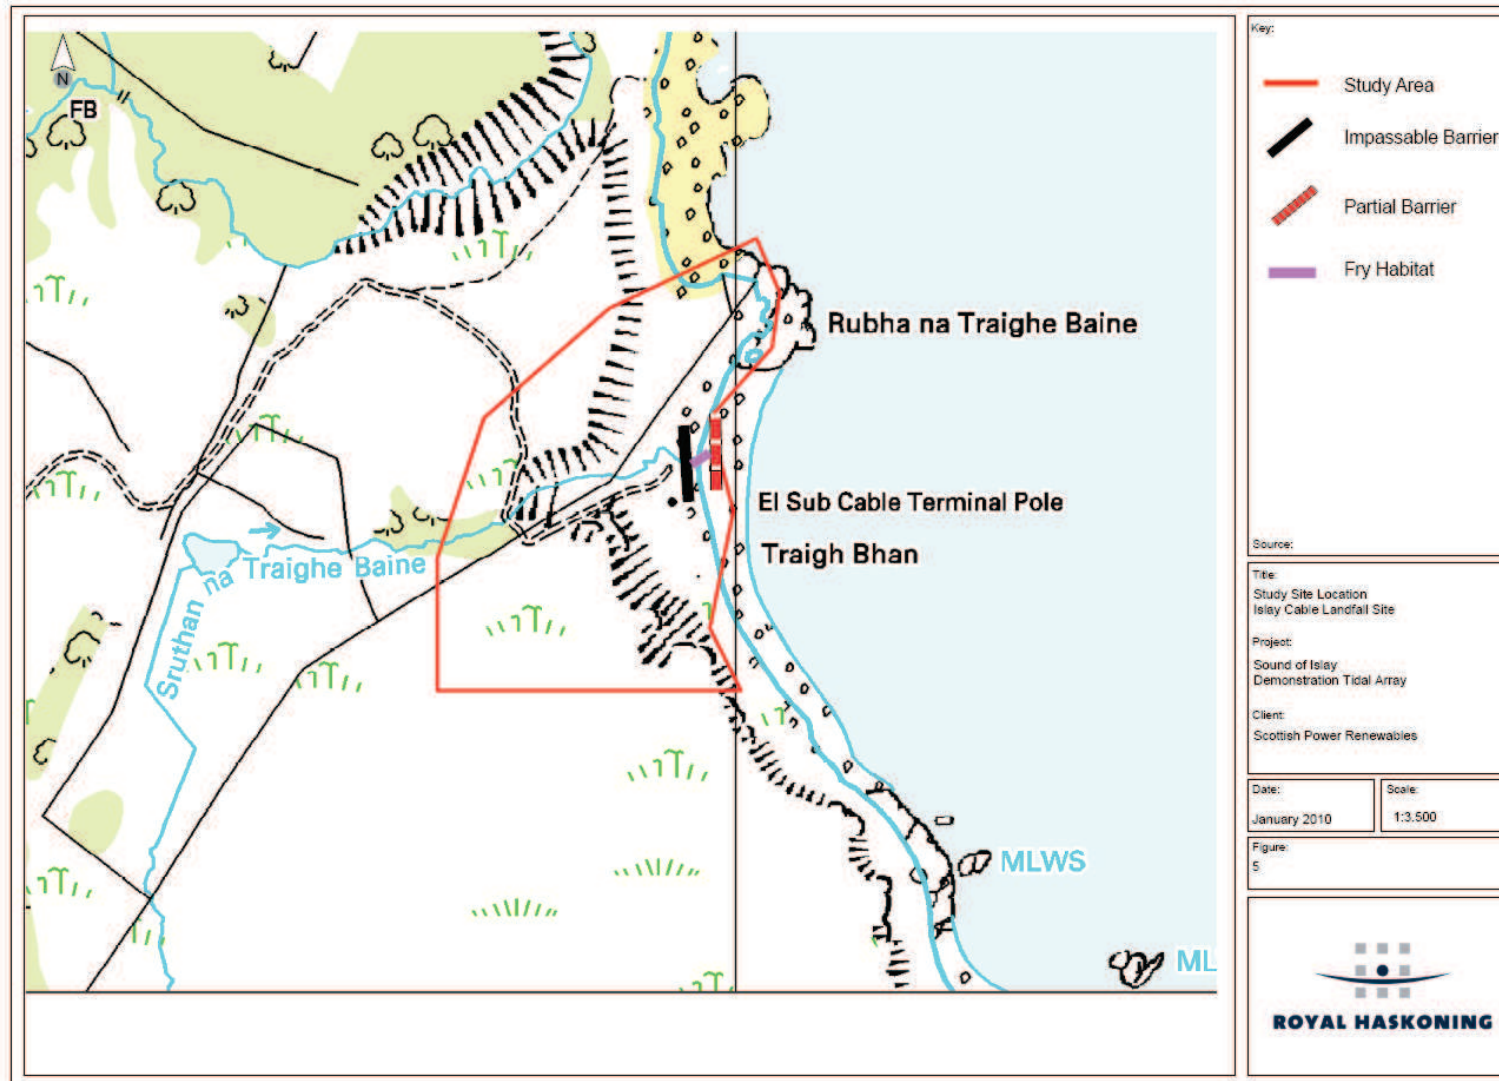 N
FB
Rubha na Traighe Baine
El Sub Cable Terminal Pole
Traigh Bhan
Sruthan na Traighe Baine
MLWS
ML
Key:
Study Area
Impassable Barrier
Partial Barrier
Fry Habitat
Source:
Title:
Study Site Location
Islay Cable Landfall Site
Project:
Sound of Islay
Demonstration Tidal Array
Client:
Scottish Power Renewables
Date:
January 2010
Scale:
1:3.500
Figure:
5
ROYAL HASKONING